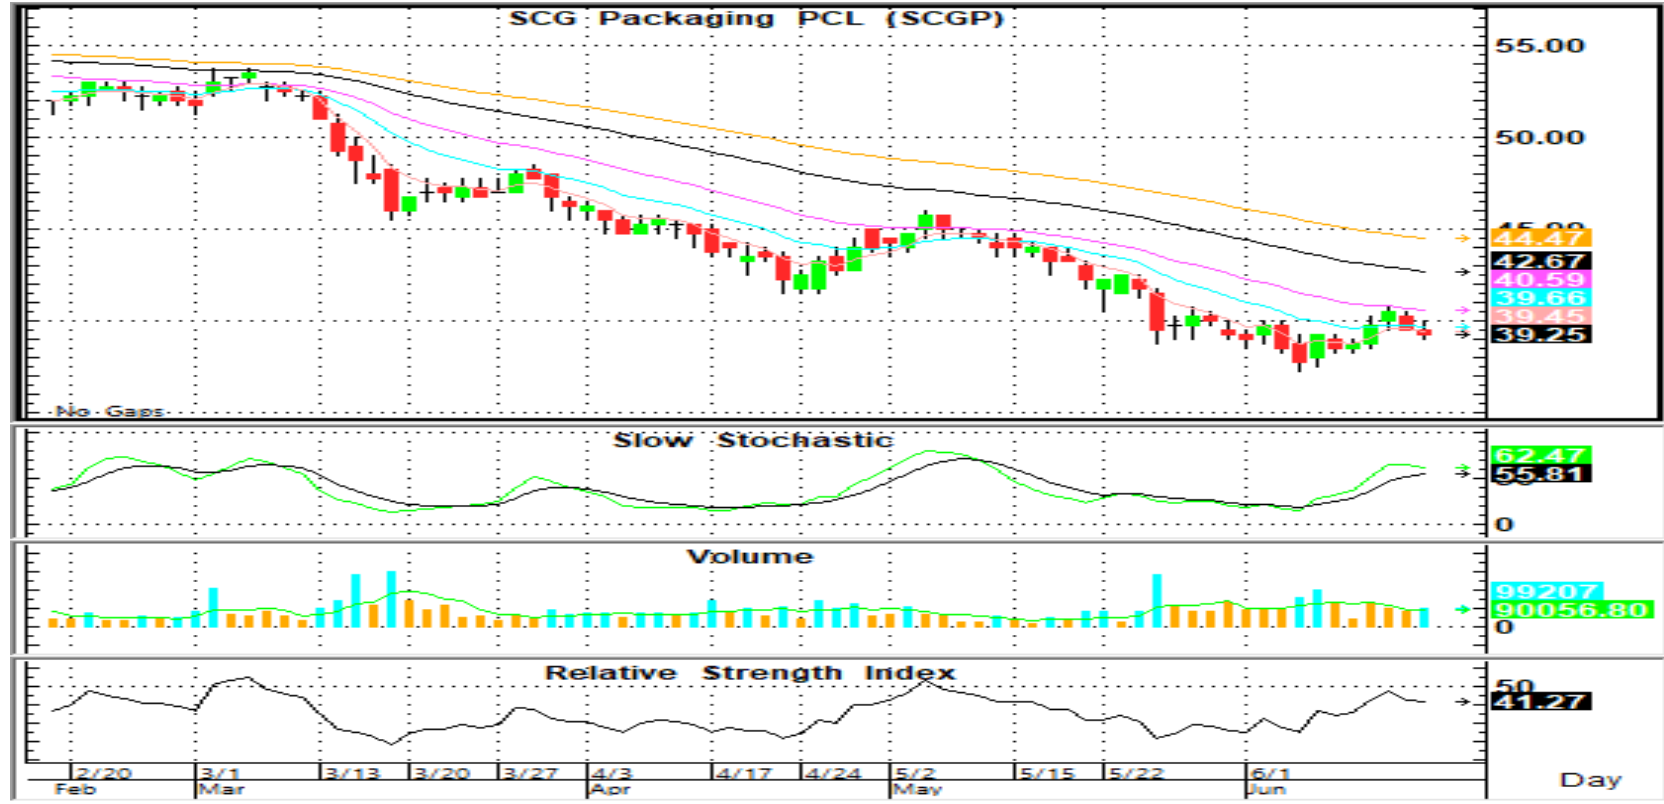 SCG Packaging PCL (SCGP)
55.00
50.00
45.00
44.47
42.67
40.59
39.66
39.45
39.25
No Gaps
Slow Stochastic
62.47
55.81
0
Volume
99207
90056.80
0
Relative Strength Index
50
41.27
2/20 3/1 3/13 3/20 3/27 4/3 4/17 4/24 5/2 5/15 5/22 6/1
Feb Mar Apr May Jun
Day